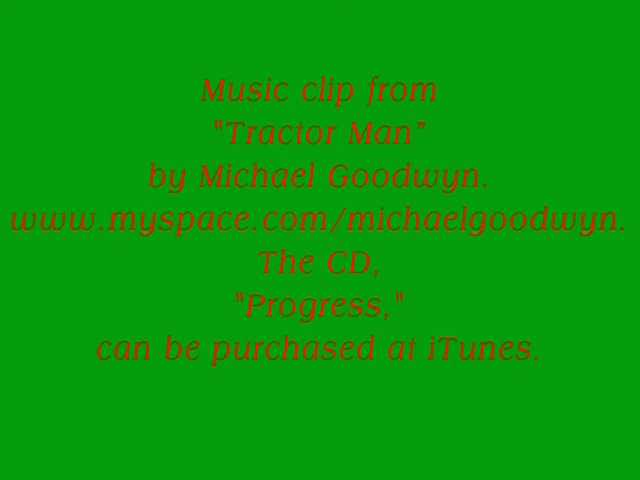 Music clip from
"Tractor Man"
by Michael Goodwyn.
www.myspace.com/michaelgoodwyn.
The CD,
"Progress,"
can be purchased at iTunes.